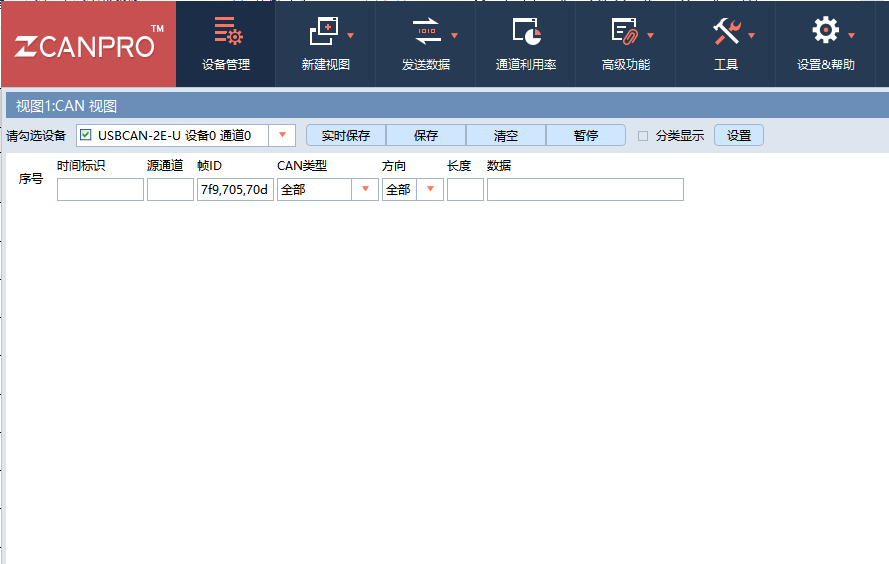 ZCANPRO™
设备管理
新建视图
发送数据
通道利用率
高级功能
工具
设置&帮助
视图1:CAN 视图
请勾选设备 USBCAN-2E-U 设备0 通道0 实时保存 保存 清空 暂停 分类显示 设置
序号 时间标识 源通道 帧ID CAN类型 方向 长度 数据
7f9,705,70d 全部 全部